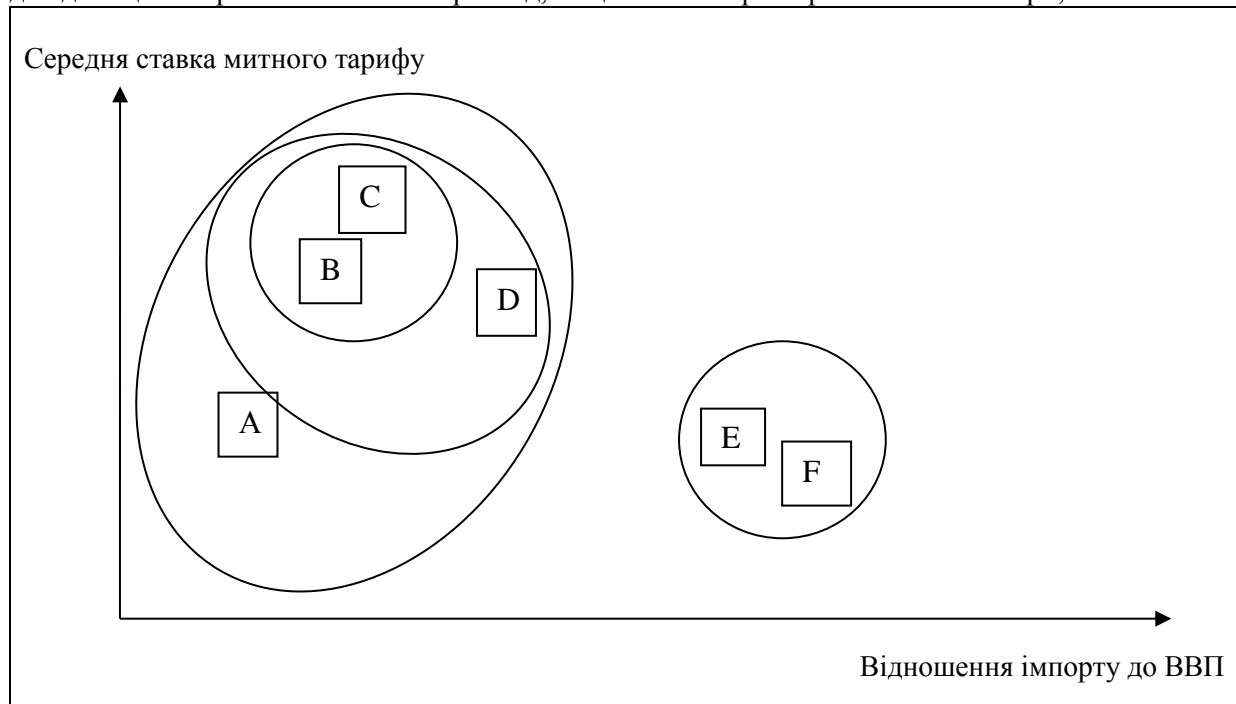 Середня ставка митного тарифу
C
B
D
A
E
F
Відношення імпорту до ВВП